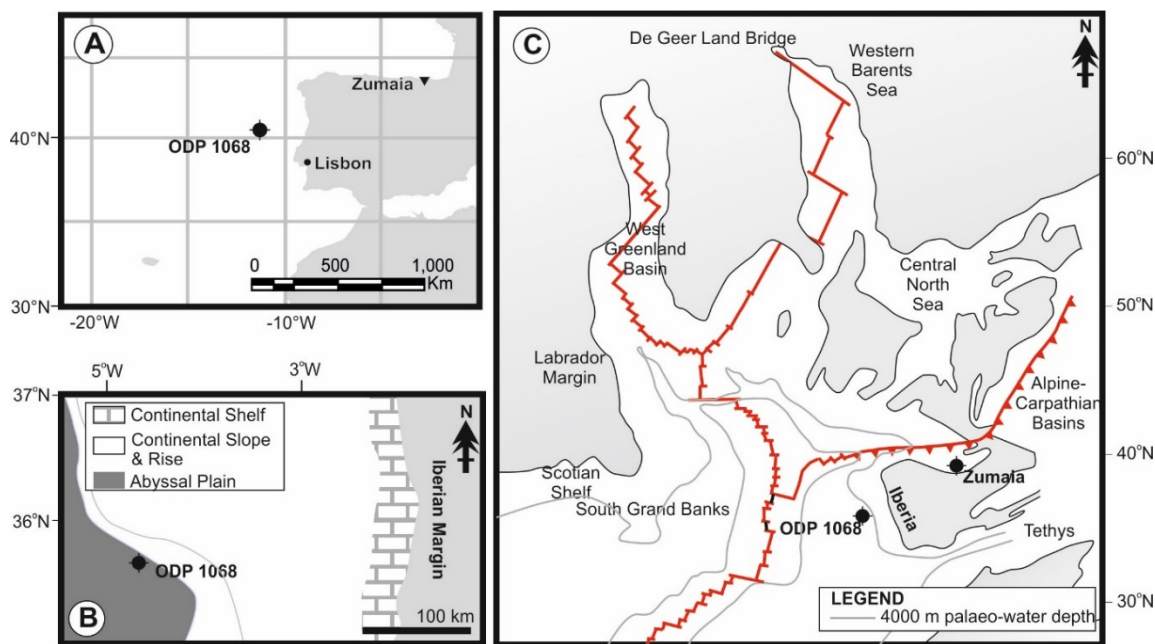 A
Zumaia
ODP 1068
Lisbon
0 500 1,000
Km
40°N
30°N
-20°W -10°W
5°W 3°W
37°N
36°N
Continental Shelf
Continental Slope
& Rise
Abyssal Plain
N
Iberian Margin
ODP 1068
100 km
B
C
De Geer Land Bridge
Western
Barents
Sea
N
60°N
West
Greenland
Basin
Central
North
Sea
50°N
Labrador
Margin
Alpine-
Carpathian
Basins
40°N
Scotian
Shelf
South Grand Banks
Zumaia
Iberia
ODP 1068
Tethys
LEGEND
4000 m palaeo-water depth
30°N